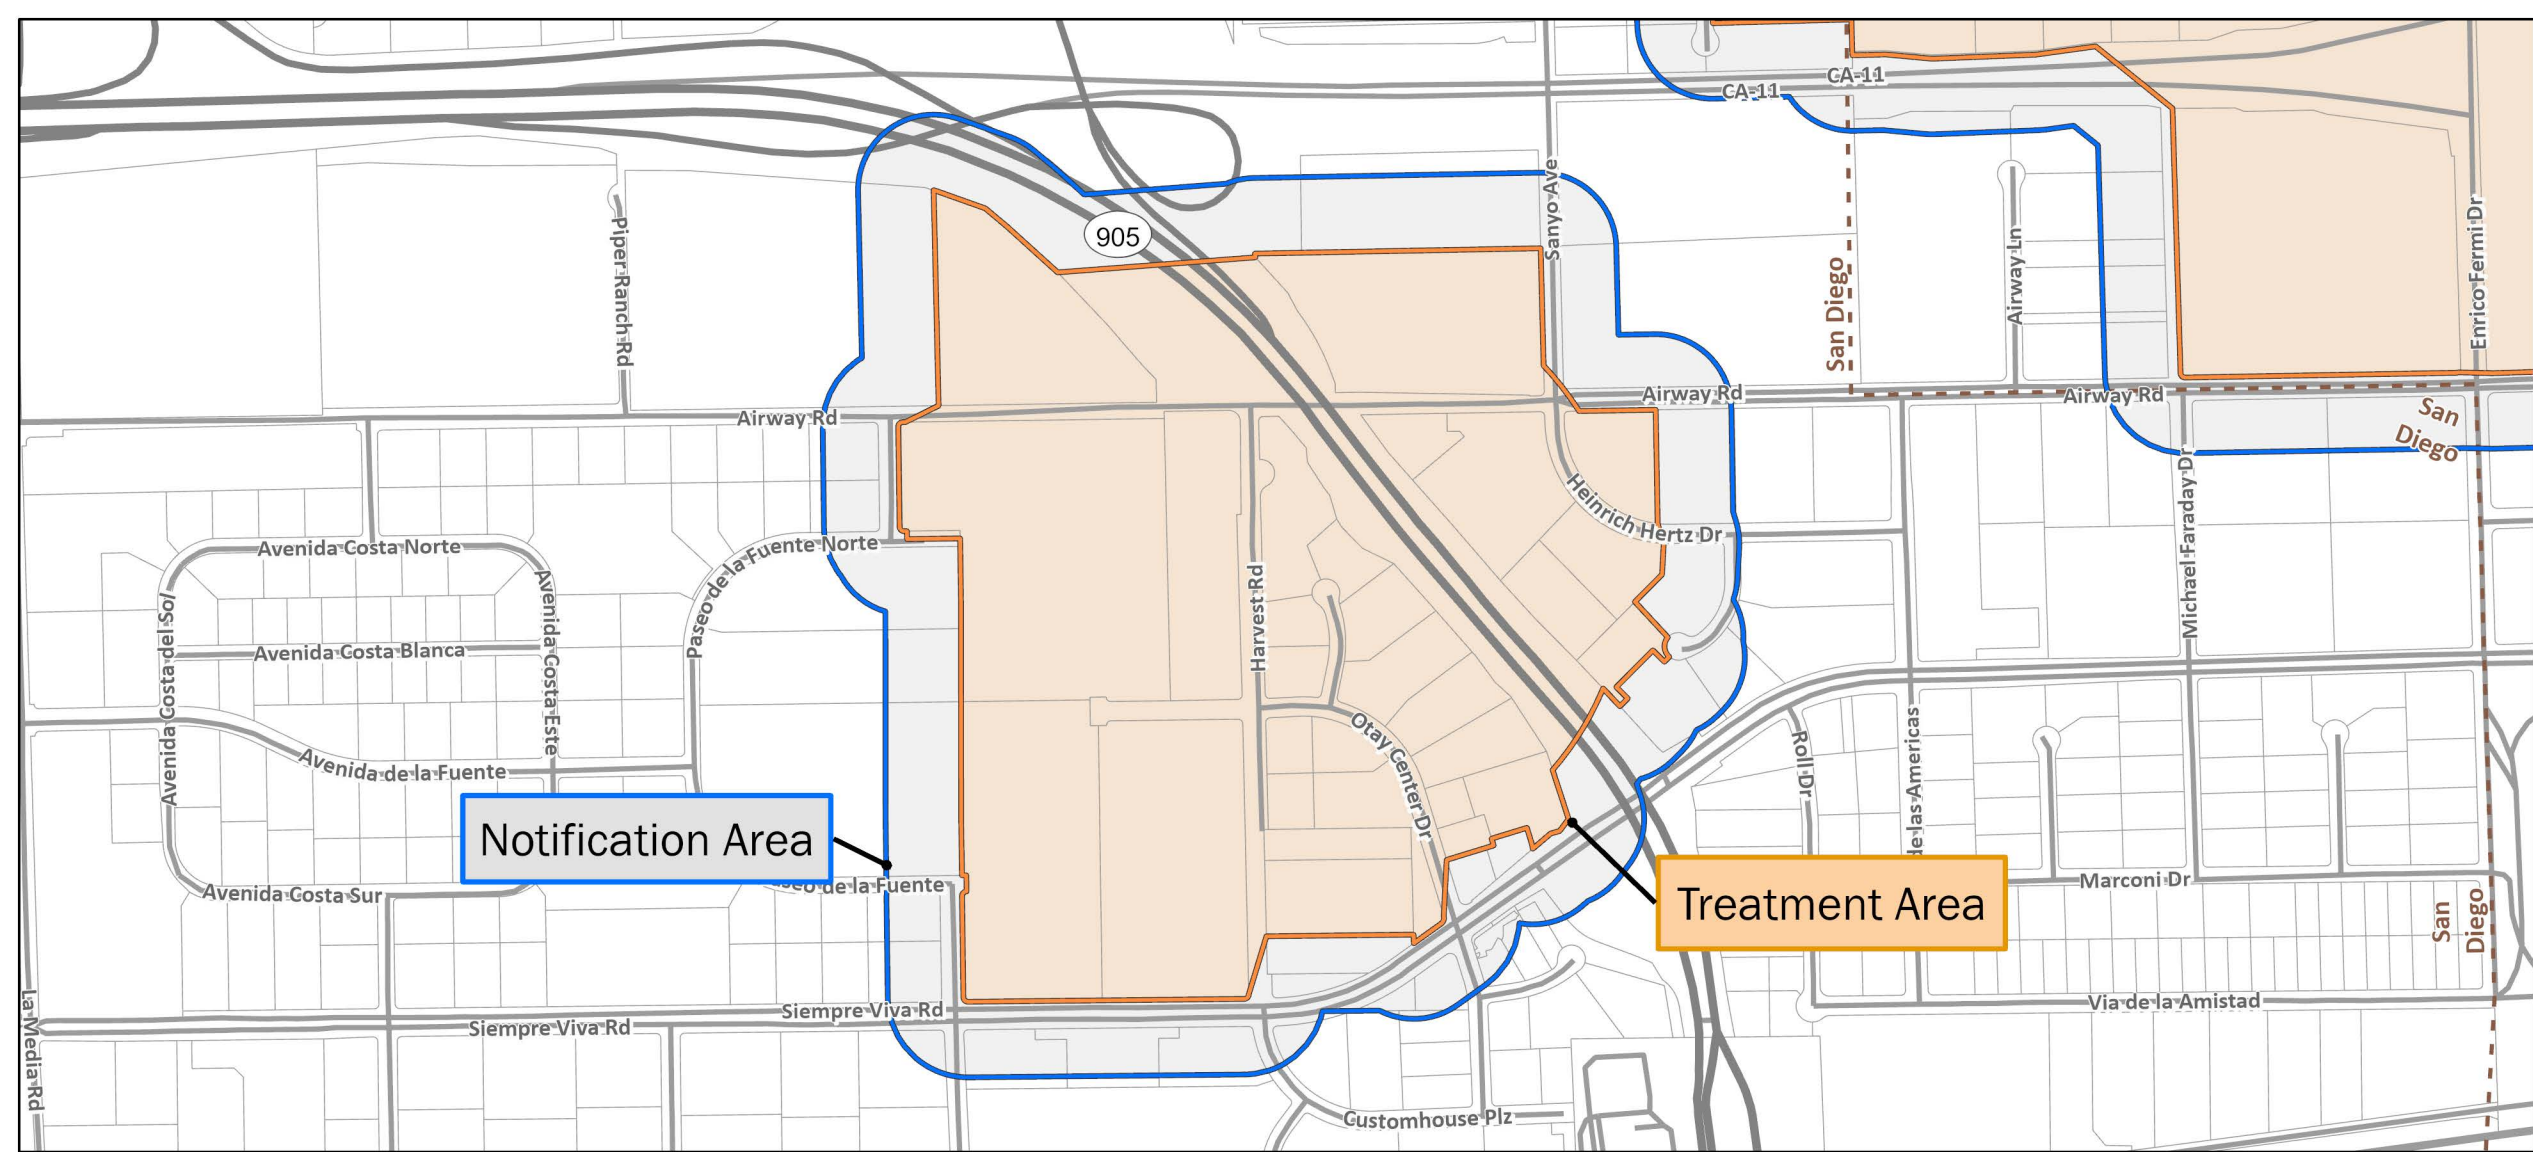 CA-11
CA-11
Sanyo Ave
905
Piper Ranch Rd
San Diego
Airway Ln
Enrico Fermi Dr
Airway Rd
Airway Rd
Airway Rd
San
Diego
Heinrich Hertz Dr
Michael Faraday Dr
Avenida Costa Norte
Paseo de la Fuente Norte
Avenida Costa del Sol
Avenida Costa Este
Harvest Rd
Avenida Costa Blanca
Otay Center Dr
Roll Dr
de las Americas
Avenida de la Fuente
Notification Area
de la Fuente
Avenida Costa Sur
Treatment Area
Marconi Dr
San
Diego
La Media Rd
Siempre Viva Rd
Siempre Viva Rd
Via de la Amistad
Customhouse Plz